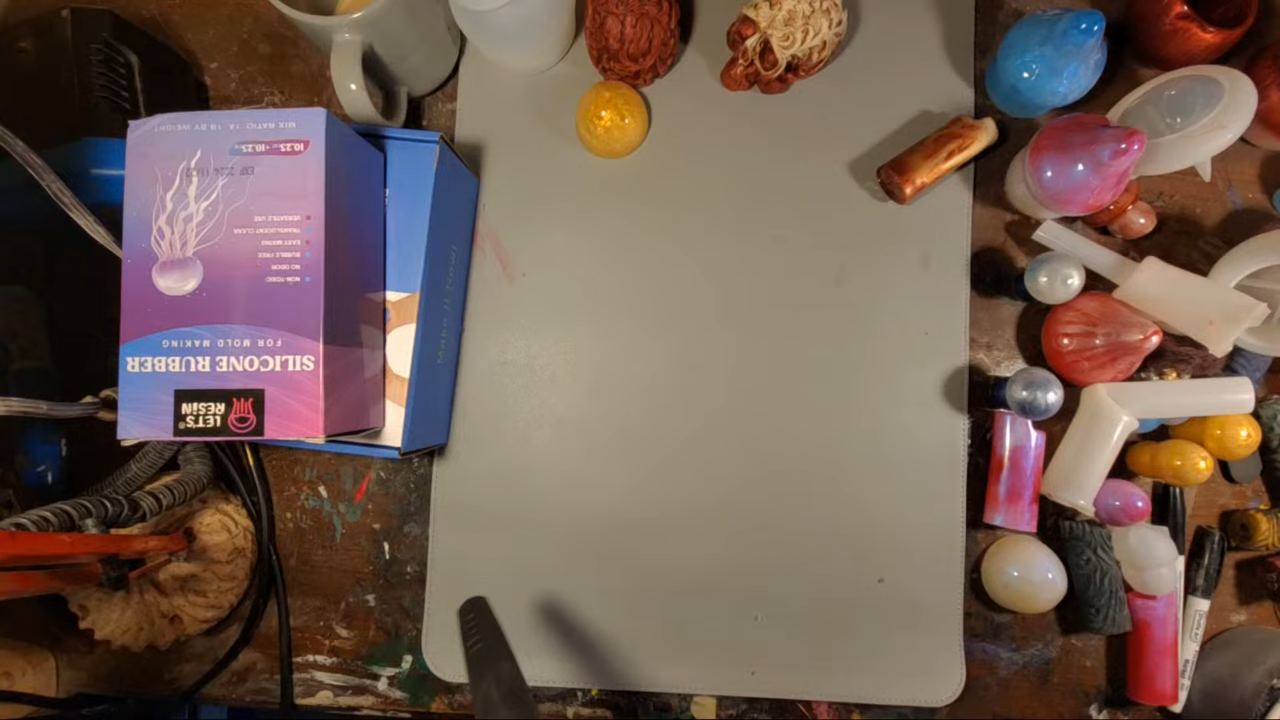 LET'S®
RESIN
SILICONE RUBBER
FOR MOLD MAKING
NON-TOXIC
NO ODOR
BUBBLE FREE
EASY MIXING
TRANSLUCENT CLEAR
VERSATILE USE
MIX RATIO 1A:1B BY WEIGHT